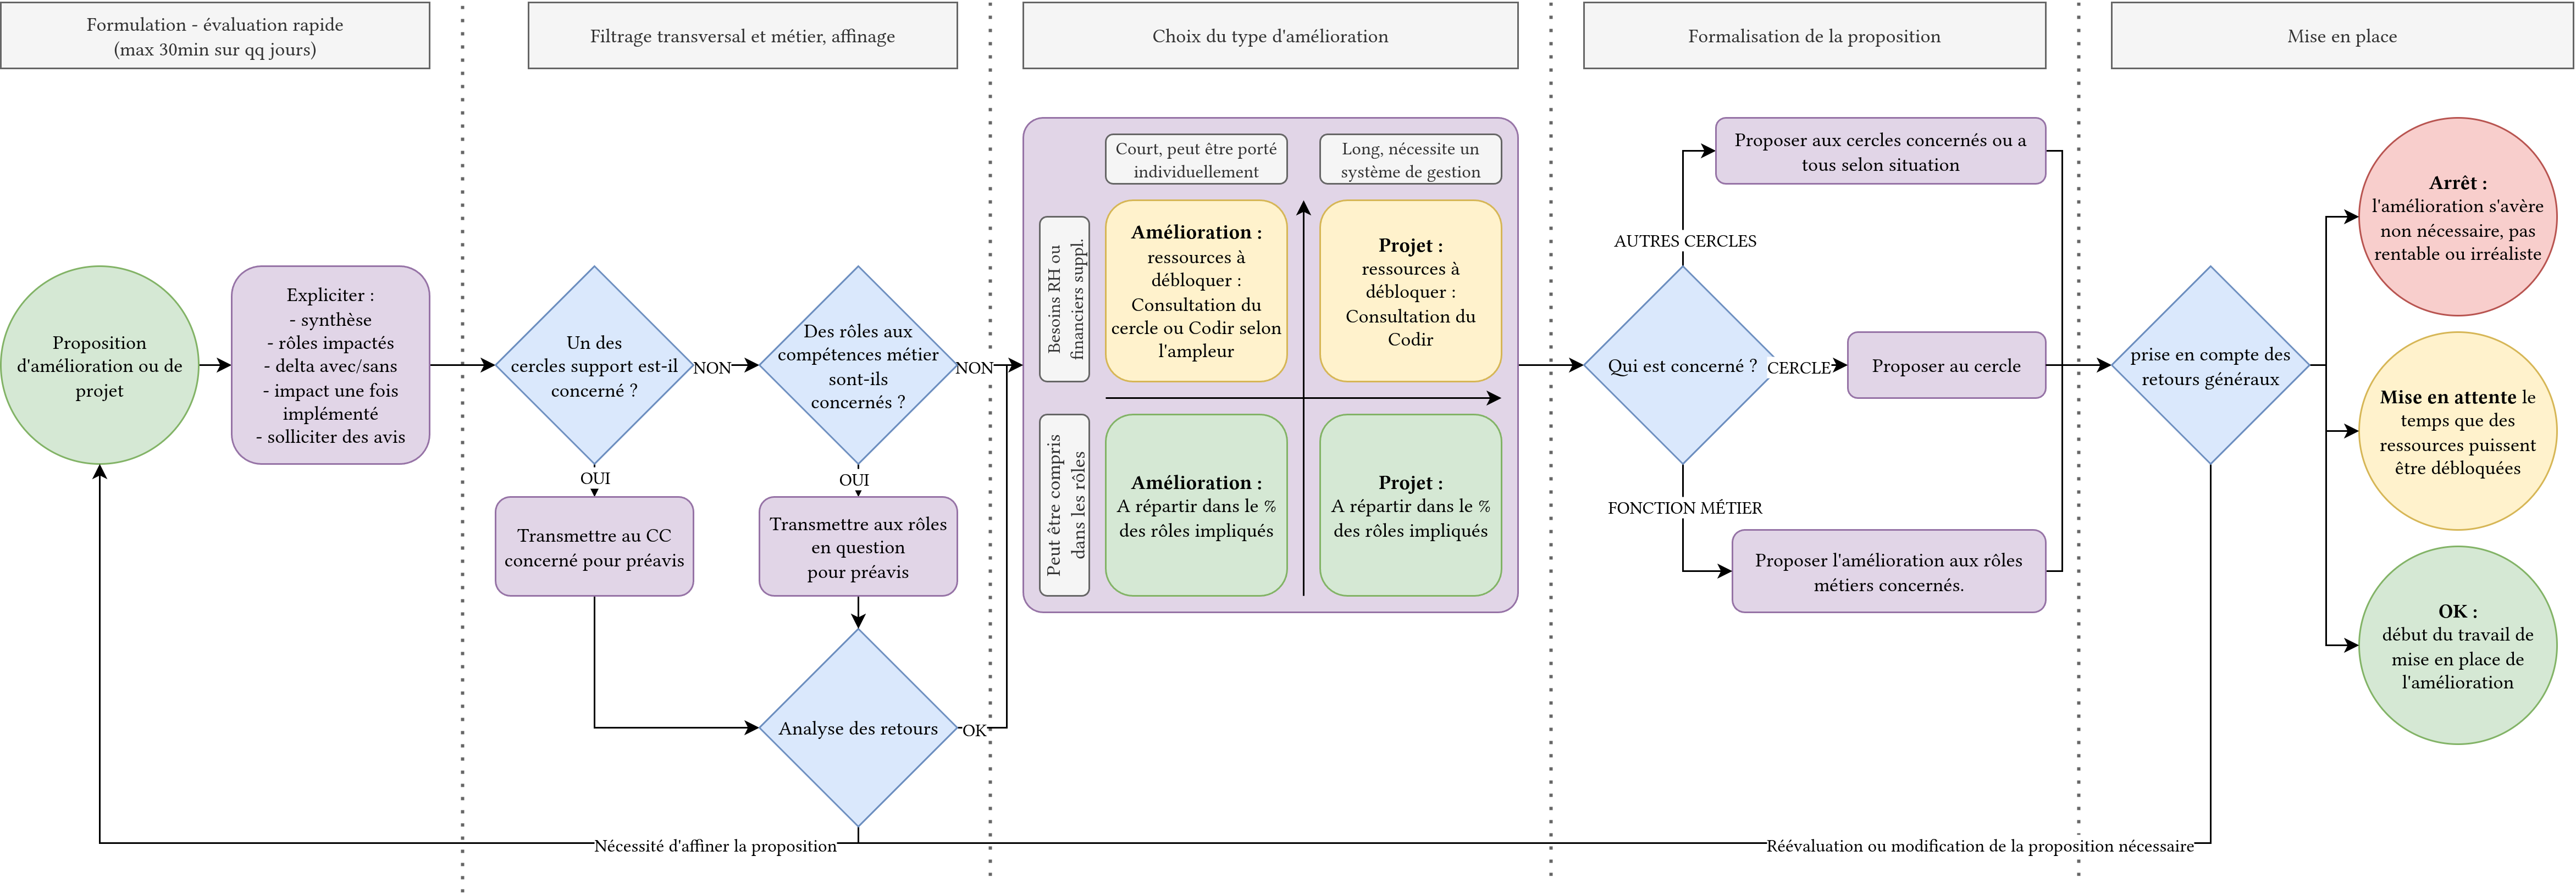 Formulation - évaluation rapide
(max 30min sur qq jours)
Filtrage transversal et métier, affinage
Choix du type d'amélioration
Formalisation de la proposition
Mise en place
Proposition
d'amélioration ou de
projet
Expliciter :
- synthèse
- rôles impactés
- delta avec/sans
- impact une fois
implémenté
- solliciter des avis
Un des
cercles support est-il
concerné ?
NON
OUI
Transmettre au CC
concerné pour préavis
Des rôles aux
compétences métier
sont-ils
concernés ?
NON
OUI
Transmettre aux rôles
en question
pour préavis
Analyse des retours
OK
Nécessité d'affiner la proposition
Court, peut être porté
individuellement
Long, nécessite un
système de gestion
Besoins RH ou
financiers suppl.
Amélioration :
ressources à
débloquer :
Consultation du
cercle ou Codir selon
l'ampleur
Projet :
ressources à
débloquer :
Consultation du
Codir
Peut être compris
dans les rôles
Amélioration :
A répartir dans le %
des rôles impliqués
Projet :
A répartir dans le %
des rôles impliqués
Qui est concerné ?
AUTRES CERCLES
Proposer aux cercles concernés ou a
tous selon situation
CERCLE
Proposer au cercle
FONCTION MÉTIER
Proposer l'amélioration aux rôles
métiers concernés.
prise en compte des
retours généraux
Réévaluation ou modification de la proposition nécessaire
Arrêt :
l'amélioration s'avère
non nécessaire, pas
rentable ou irréaliste
Mise en attente le
temps que des
ressources puissent
être débloquées
OK :
début du travail de
mise en place de
l'amélioration